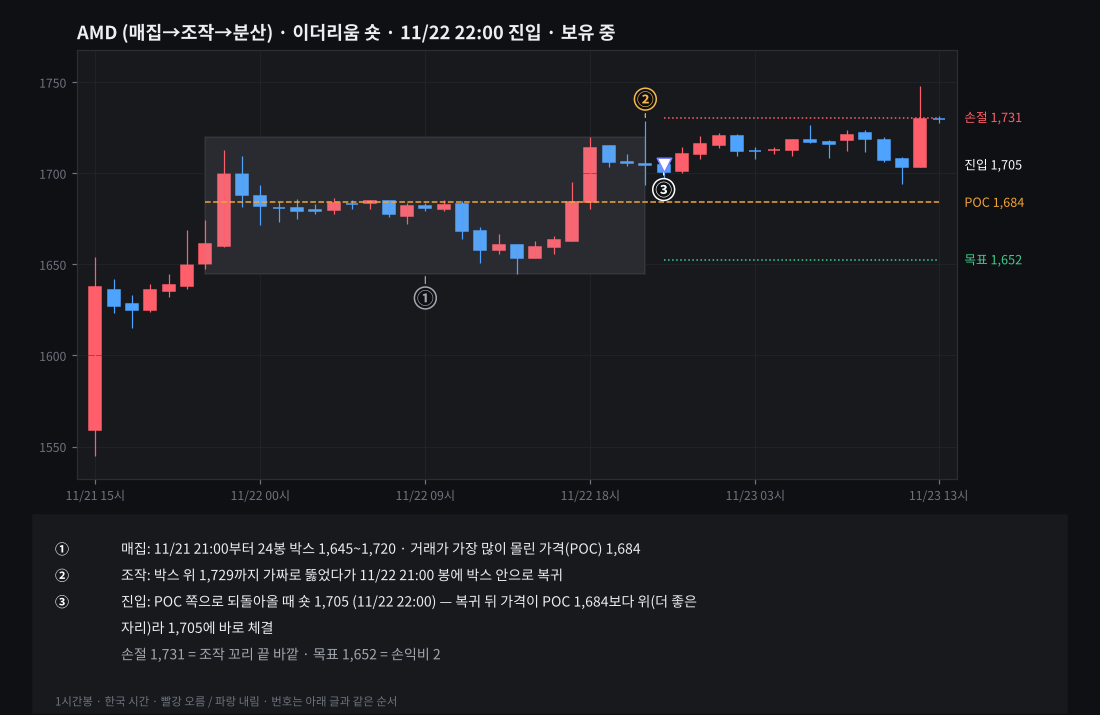 AMD (매집→조작→분산) · 이더리움 숏 · 11/22 22:00 진입 · 보유 중
1750
1700
1650
1600
1550
②
손절 1,731
진입 1,705
③
POC 1,684
목표 1,652
①
11/21 15시
11/22 00시
11/22 09시
11/22 18시
11/23 03시
11/23 13시
① 매집: 11/21 21:00부터 24봉 박스 1,645~1,720 · 거래가 가장 많이 몰린 가격(POC) 1,684
② 조작: 박스 위 1,729까지 가짜로 뚫었다가 11/22 21:00 봉에 박스 안으로 복귀
③ 진입: POC 쪽으로 되돌아올 때 숏 1,705 (11/22 22:00) — 복귀 뒤 가격이 POC 1,684보다 위(더 좋은
자리)라 1,705에 바로 체결
손절 1,731 = 조작 꼬리 끝 바깥 · 목표 1,652 = 손익비 2
1시간봉 · 한국 시간 · 빨강 오름 / 파랑 내림 · 번호는 아래 글과 같은 순서